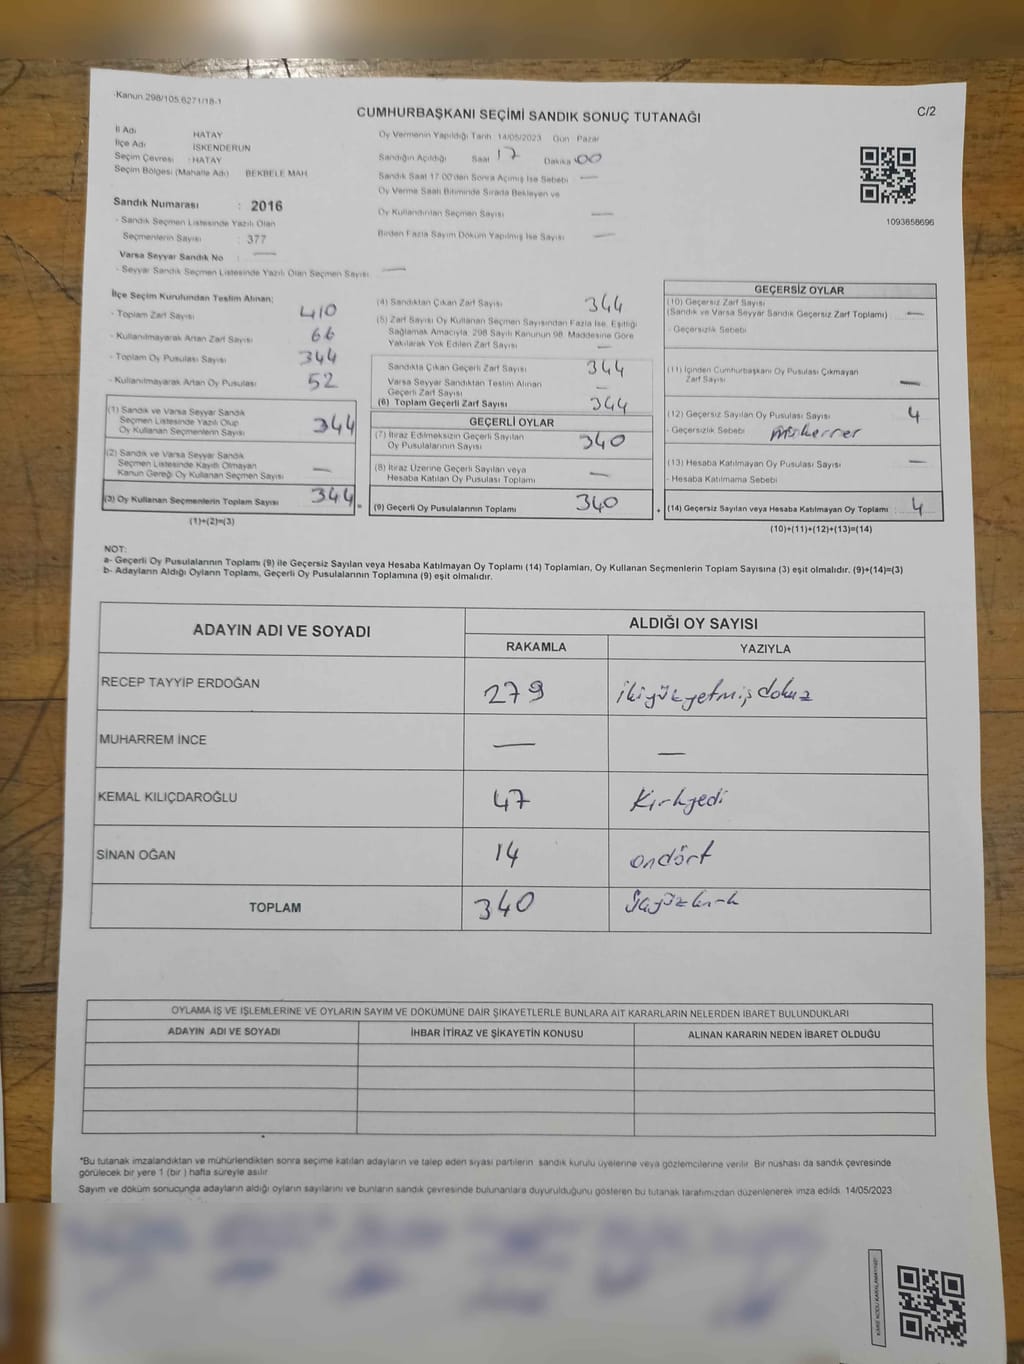 Kanun 298/105.6271/18-1
CUMHURBAŞKANI SEÇİMİ SANDIK SONUÇ TUTANAĞI
C/2
İl Adı HATAY
İlçe Adı İSKENDERUN
Seçim Çevresi : HATAY
Seçim Bölgesi (Mahalle Adı) BEKBELE MAH
Oy Vermenin Yapıldığı Tarih 14/05/2023 Gün Pazar
Sandığın Açıldığı Saat 17 Dakika 00
Sandık Saat 17:00'den Sonra Açılmış İse Sebebi : —
Oy Verme Saati Bitiminde Sırada Bekleyen ve
Oy Kullandırılan Seçmen Sayısı —
Birden Fazla Sayım Döküm Yapılmış İse Sayısı —
1093658696
Sandık Numarası : 2016
- Sandık Seçmen Listesinde Yazılı Olan
Seçmenlerin Sayısı : 377
Varsa Seyyar Sandık No : —
- Seyyar Sandık Seçmen Listesinde Yazılı Olan Seçmen Sayısı : —
İlçe Seçim Kurulundan Teslim Alınan;
- Toplam Zarf Sayısı 410
- Kullanılmayarak Artan Zarf Sayısı 66
- Toplam Oy Pusulası Sayısı 344
- Kullanılmayarak Artan Oy Pusulası 52
(1) Sandık ve Varsa Seyyar Sandık
Seçmen Listesinde Yazılı Olup
Oy Kullanan Seçmenlerin Sayısı 344
(2) Sandık ve Varsa Seyyar Sandık
Seçmen Listesinde Kayıtlı Olmayan
Kanun Gereği Oy Kullanan Seçmen Sayısı —
(3) Oy Kullanan Seçmenlerin Toplam Sayısı 344
(1)+(2)=(3)
(4) Sandıktan Çıkan Zarf Sayısı 344
(5) Zarf Sayısı Oy Kullanan Seçmen Sayısından Fazla İse, Eşitliği
Sağlamak Amacıyla, 298 Sayılı Kanunun 98. Maddesine Göre
Yakılarak Yok Edilen Zarf Sayısı —
Sandıkta Çıkan Geçerli Zarf Sayısı 344
Varsa Seyyar Sandıktan Teslim Alınan
Geçerli Zarf Sayısı —
(6) Toplam Geçerli Zarf Sayısı 344
GEÇERLİ OYLAR
(7) İtiraz Edilmeksizin Geçerli Sayılan
Oy Pusulalarının Sayısı 340
(8) İtiraz Üzerine Geçerli Sayılan veya
Hesaba Katılan Oy Pusulası Toplamı —
(9) Geçerli Oy Pusulalarının Toplamı 340
GEÇERSİZ OYLAR
(10) Geçersiz Zarf Sayısı
(Sandık ve Varsa Seyyar Sandık Geçersiz Zarf Toplamı) : —
- Geçersizlik Sebebi
(11) İçinden Cumhurbaşkanı Oy Pusulası Çıkmayan
Zarf Sayısı —
(12) Geçersiz Sayılan Oy Pusulası Sayısı 4
- Geçersizlik Sebebi Mükerrer
(13) Hesaba Katılmayan Oy Pusulası Sayısı —
- Hesaba Katılmama Sebebi
(14) Geçersiz Sayılan veya Hesaba Katılmayan Oy Toplamı : 4
(10)+(11)+(12)+(13)=(14)
NOT:
a- Geçerli Oy Pusulalarının Toplamı (9) ile Geçersiz Sayılan veya Hesaba Katılmayan Oy Toplamı (14) Toplamları, Oy Kullanan Seçmenlerin Toplam Sayısına (3) eşit olmalıdır. (9)+(14)=(3)
b- Adayların Aldığı Oyların Toplamı, Geçerli Oy Pusulalarının Toplamına (9) eşit olmalıdır.
ADAYIN ADI VE SOYADI
ALDIĞI OY SAYISI
RAKAMLA YAZIYLA
RECEP TAYYİP ERDOĞAN 279 ikiyüzyetmişdokuz
MUHARREM İNCE — —
KEMAL KILIÇDAROĞLU 47 Kırkyedi
SİNAN OĞAN 14 ondört
TOPLAM 340 üçyüzkırk
OYLAMA İŞ VE İŞLEMLERİNE VE OYLARIN SAYIM VE DÖKÜMÜNE DAİR ŞİKAYETLERLE BUNLARA AİT KARARLARIN NELERDEN İBARET BULUNDUKLARI
ADAYIN ADI VE SOYADI İHBAR İTİRAZ VE ŞİKAYETİN KONUSU ALINAN KARARIN NEDEN İBARET OLDUĞU
*Bu tutanak imzalandıktan ve mühürlendikten sonra seçime katılan adayların ve talep eden siyasi partilerin sandık kurulu üyelerine veya gözlemcilerine verilir. Bir nushası da sandık çevresinde
görülecek bir yere 1 (bir ) hafta süreyle asılır.
Sayım ve döküm sonucunda adayların aldığı oyların sayılarını ve bunların sandık çevresinde bulunanlara duyurulduğunu gösteren bu tutanak tarafımızdan düzenlenerek imza edildi. 14/05/2023